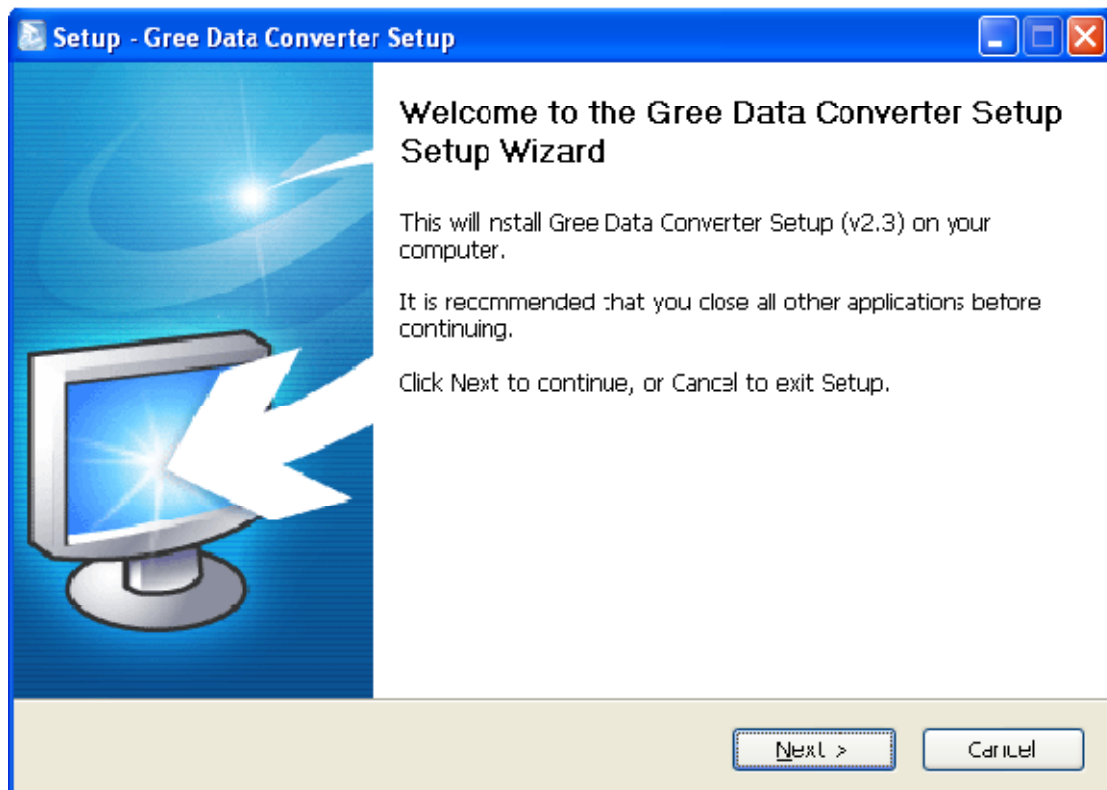 Setup - Gree Data Converter Setup
Welcome to the Gree Data Converter Setup
Setup Wizard
This will nstall Gree Data Converter Setup (v2.3) on your
computer.
It is recommended that you close all other applications before
continuing.
Click Next to continue, or Cancel to exit Setup.
Next >
Cancel